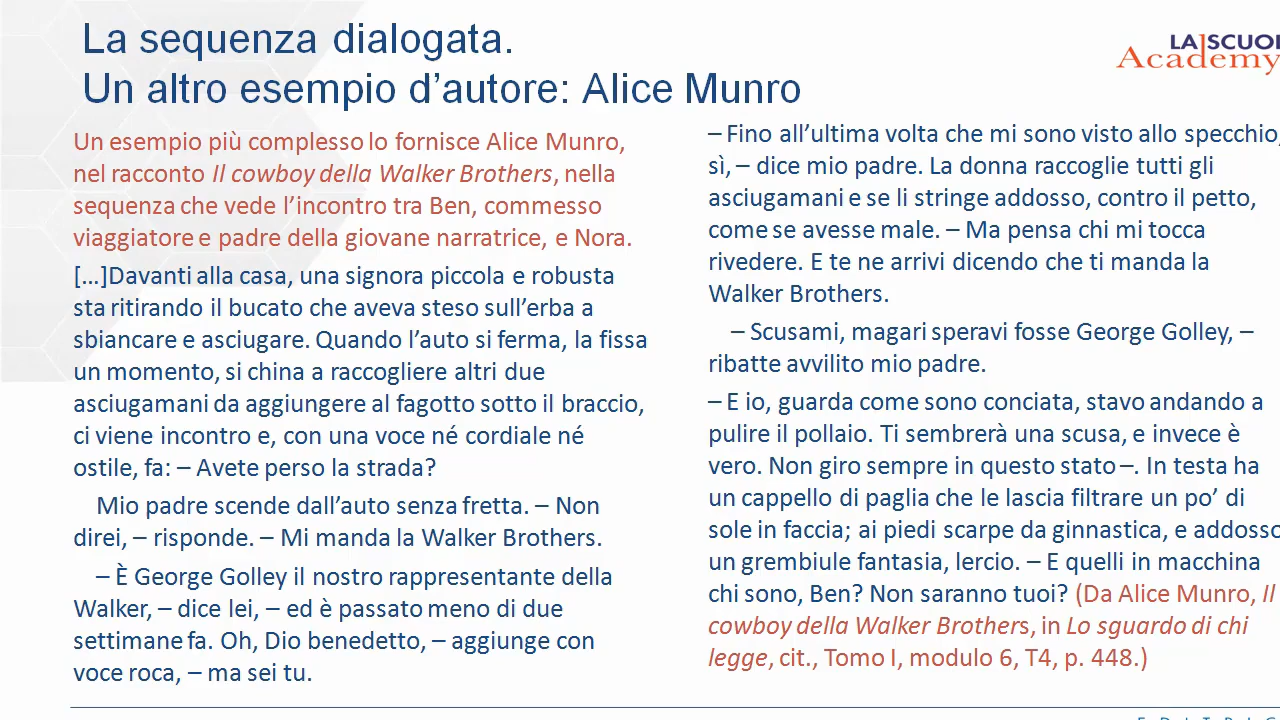 La sequenza dialogata.
Un altro esempio d’autore: Alice Munro
LA SCUOL
Academy
Un esempio più complesso lo fornisce Alice Munro,
nel racconto Il cowboy della Walker Brothers, nella
sequenza che vede l’incontro tra Ben, commesso
viaggiatore e padre della giovane narratrice, e Nora.
[…]Davanti alla casa, una signora piccola e robusta
sta ritirando il bucato che aveva steso sull’erba a
sbiancare e asciugare. Quando l’auto si ferma, la fissa
un momento, si china a raccogliere altri due
asciugamani da aggiungere al fagotto sotto il braccio,
ci viene incontro e, con una voce né cordiale né
ostile, fa: – Avete perso la strada?
Mio padre scende dall’auto senza fretta. – Non
direi, – risponde. – Mi manda la Walker Brothers.
– È George Golley il nostro rappresentante della
Walker, – dice lei, – ed è passato meno di due
settimane fa. Oh, Dio benedetto, – aggiunge con
voce roca, – ma sei tu.
– Fino all’ultima volta che mi sono visto allo specchio,
sì, – dice mio padre. La donna raccoglie tutti gli
asciugamani e se li stringe addosso, contro il petto,
come se avesse male. – Ma pensa chi mi tocca
rivedere. E te ne arrivi dicendo che ti manda la
Walker Brothers.
– Scusami, magari speravi fosse George Golley, –
ribatte avvilito mio padre.
– E io, guarda come sono conciata, stavo andando a
pulire il pollaio. Ti sembrerà una scusa, e invece è
vero. Non giro sempre in questo stato –. In testa ha
un cappello di paglia che le lascia filtrare un po’ di
sole in faccia; ai piedi scarpe da ginnastica, e addosso
un grembiule fantasia, lercio. – E quelli in macchina
chi sono, Ben? Non saranno tuoi? (Da Alice Munro, Il
cowboy della Walker Brothers, in Lo sguardo di chi
legge, cit., Tomo I, modulo 6, T4, p. 448.)